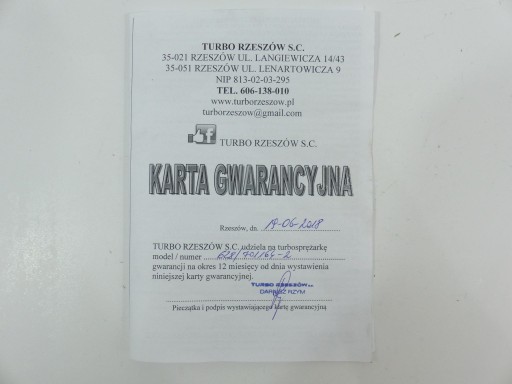 TURBO RZESZÓW S.C.
35-021 RZESZÓW UL. LANGIEWICZA 14/43
35-051 RZESZÓW UL. LENARTOWICZA 9
NIP 813-02-03-295
TEL. 606-138-010
www.turborzeszow.pl
turborzeszow@gmail.com
f TURBO RZESZÓW S.C.
KARTA GWARANCYJNA
Rzeszów, dn. 19-06-2018
TURBO RZESZÓW S.C. udziela na turbosprężarkę
model / numer
gwarancji na okres 12 miesięcy od dnia wystawienia
niniejszej karty gwarancyjnej.
TURBO RZESZÓW
DARIUSZ RZYM
Pieczątka i podpis wystawiającego kartę gwarancyjną